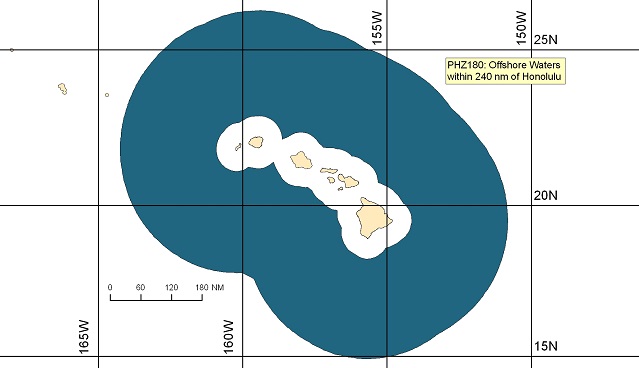 155W
150W
25N
PHZ180: Offshore Waters
within 240 nm of Honolulu
20N
0 60 120 180 NM
165W
160W
15N